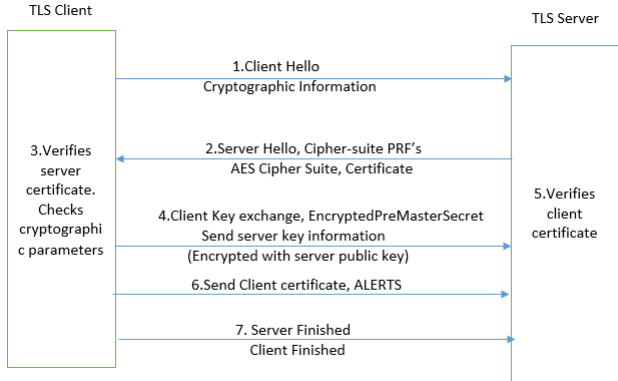 TLS Client
TLS Server
1.Client Hello
Cryptographic Information
2.Server Hello, Cipher-suite PRF's
AES Cipher Suite, Certificate
3.Verifies
server
certificate.
Checks
cryptographi
c parameters
4.Client Key exchange, EncryptedPreMasterSecret
Send server key information
(Encrypted with server public key)
5.Verifies
client
certificate
6.Send Client certificate, ALERTS
7. Server Finished
Client Finished